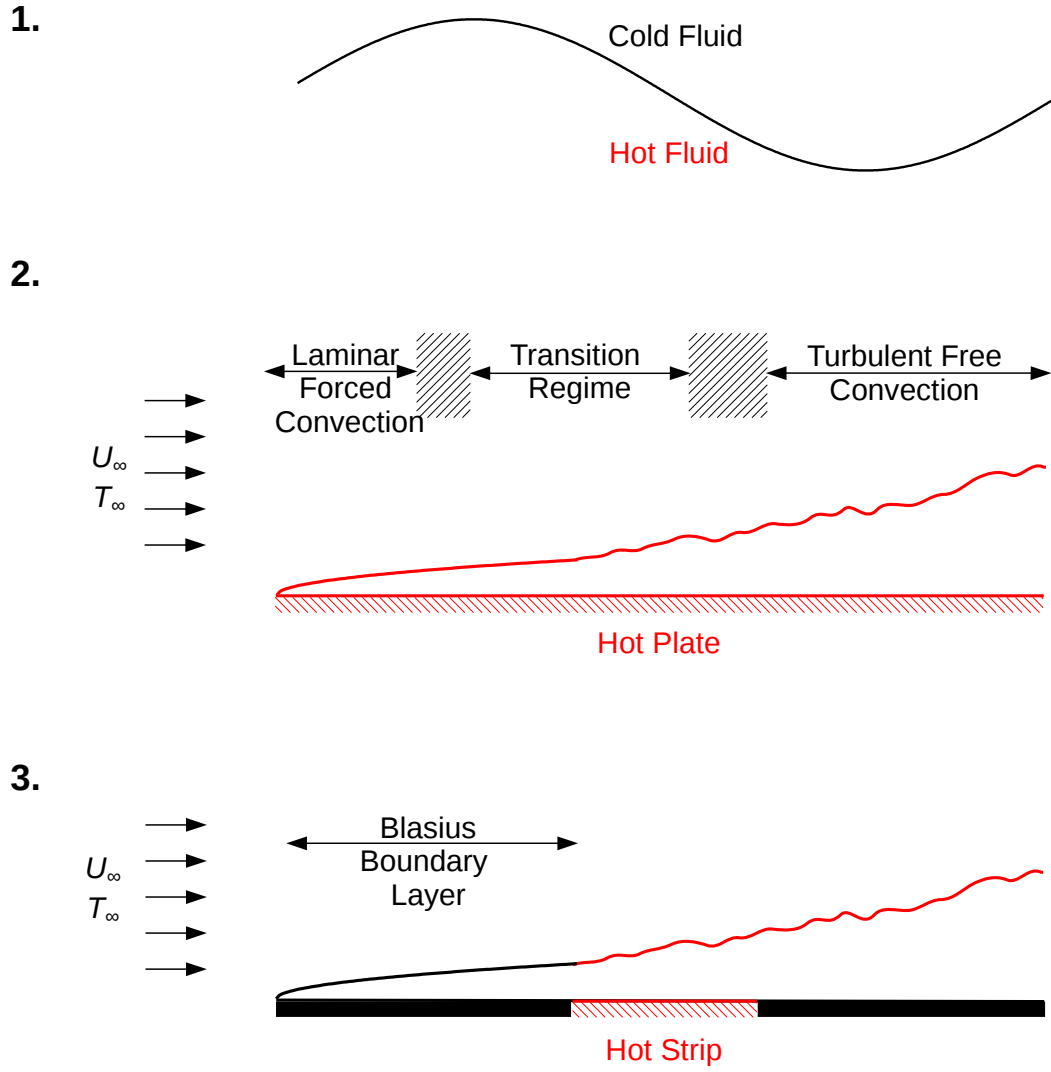 1.
Cold Fluid
Hot Fluid
2.
Laminar
Forced
Convection
Transition
Regime
Turbulent Free
Convection
U∞
T∞
Hot Plate
3.
Blasius
Boundary
Layer
U∞
T∞
Hot Strip